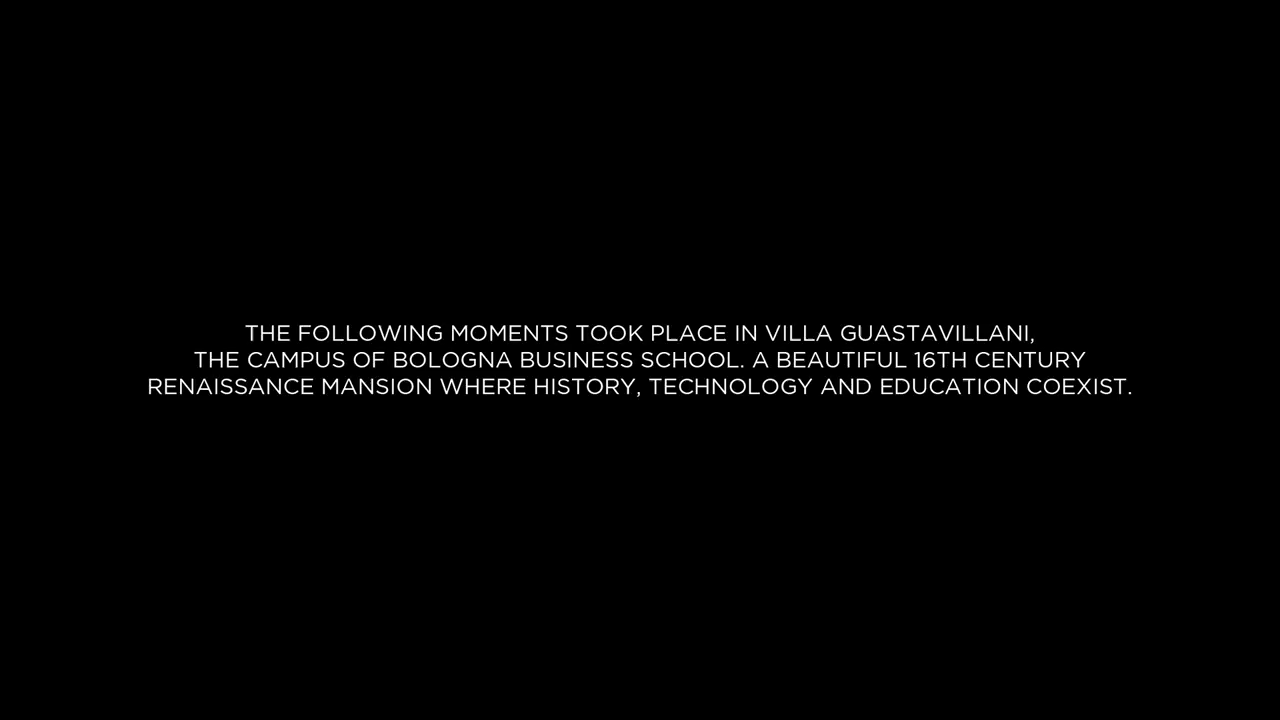 THE FOLLOWING MOMENTS TOOK PLACE IN VILLA GUASTAVILLANI,
THE CAMPUS OF BOLOGNA BUSINESS SCHOOL. A BEAUTIFUL 16TH CENTURY
RENAISSANCE MANSION WHERE HISTORY, TECHNOLOGY AND EDUCATION COEXIST.